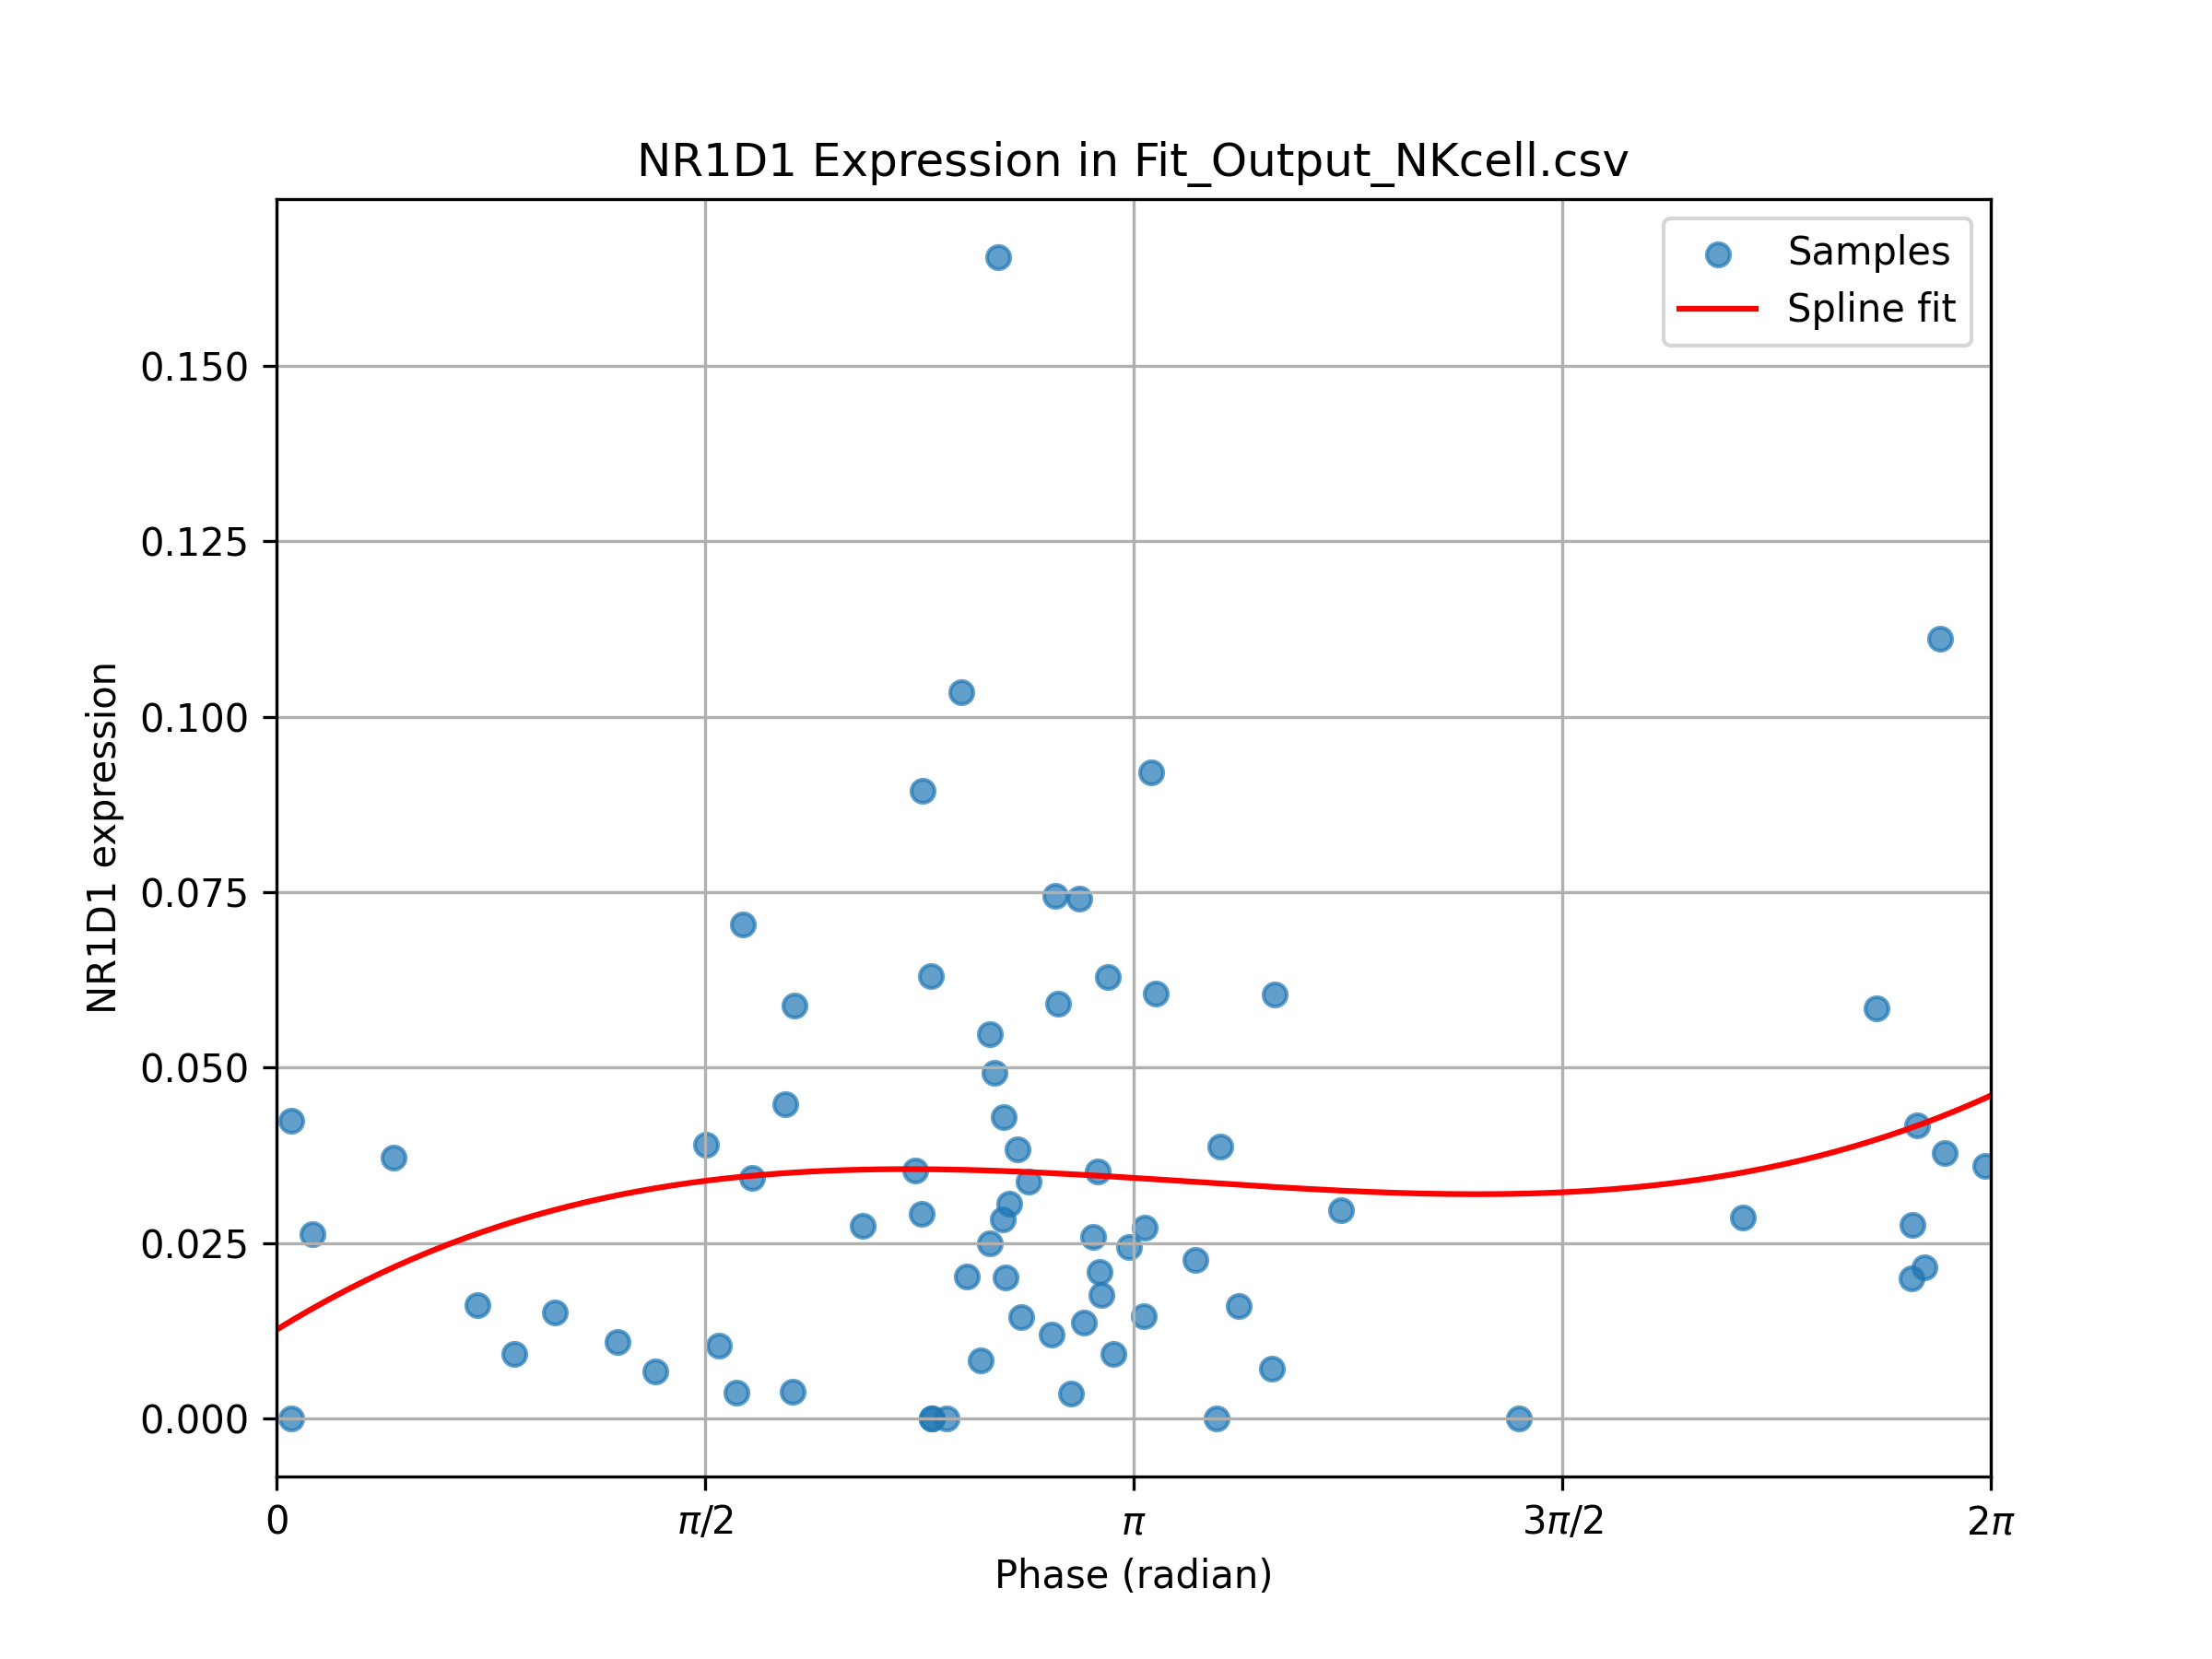 NR1D1 Expression in Fit_Output_NKcell.csv
Samples
Spline fit
0.150
0.125
0.100
0.075
0.050
0.025
0.000
NR1D1 expression
0 π/2 π 3π/2 2π
Phase (radian)